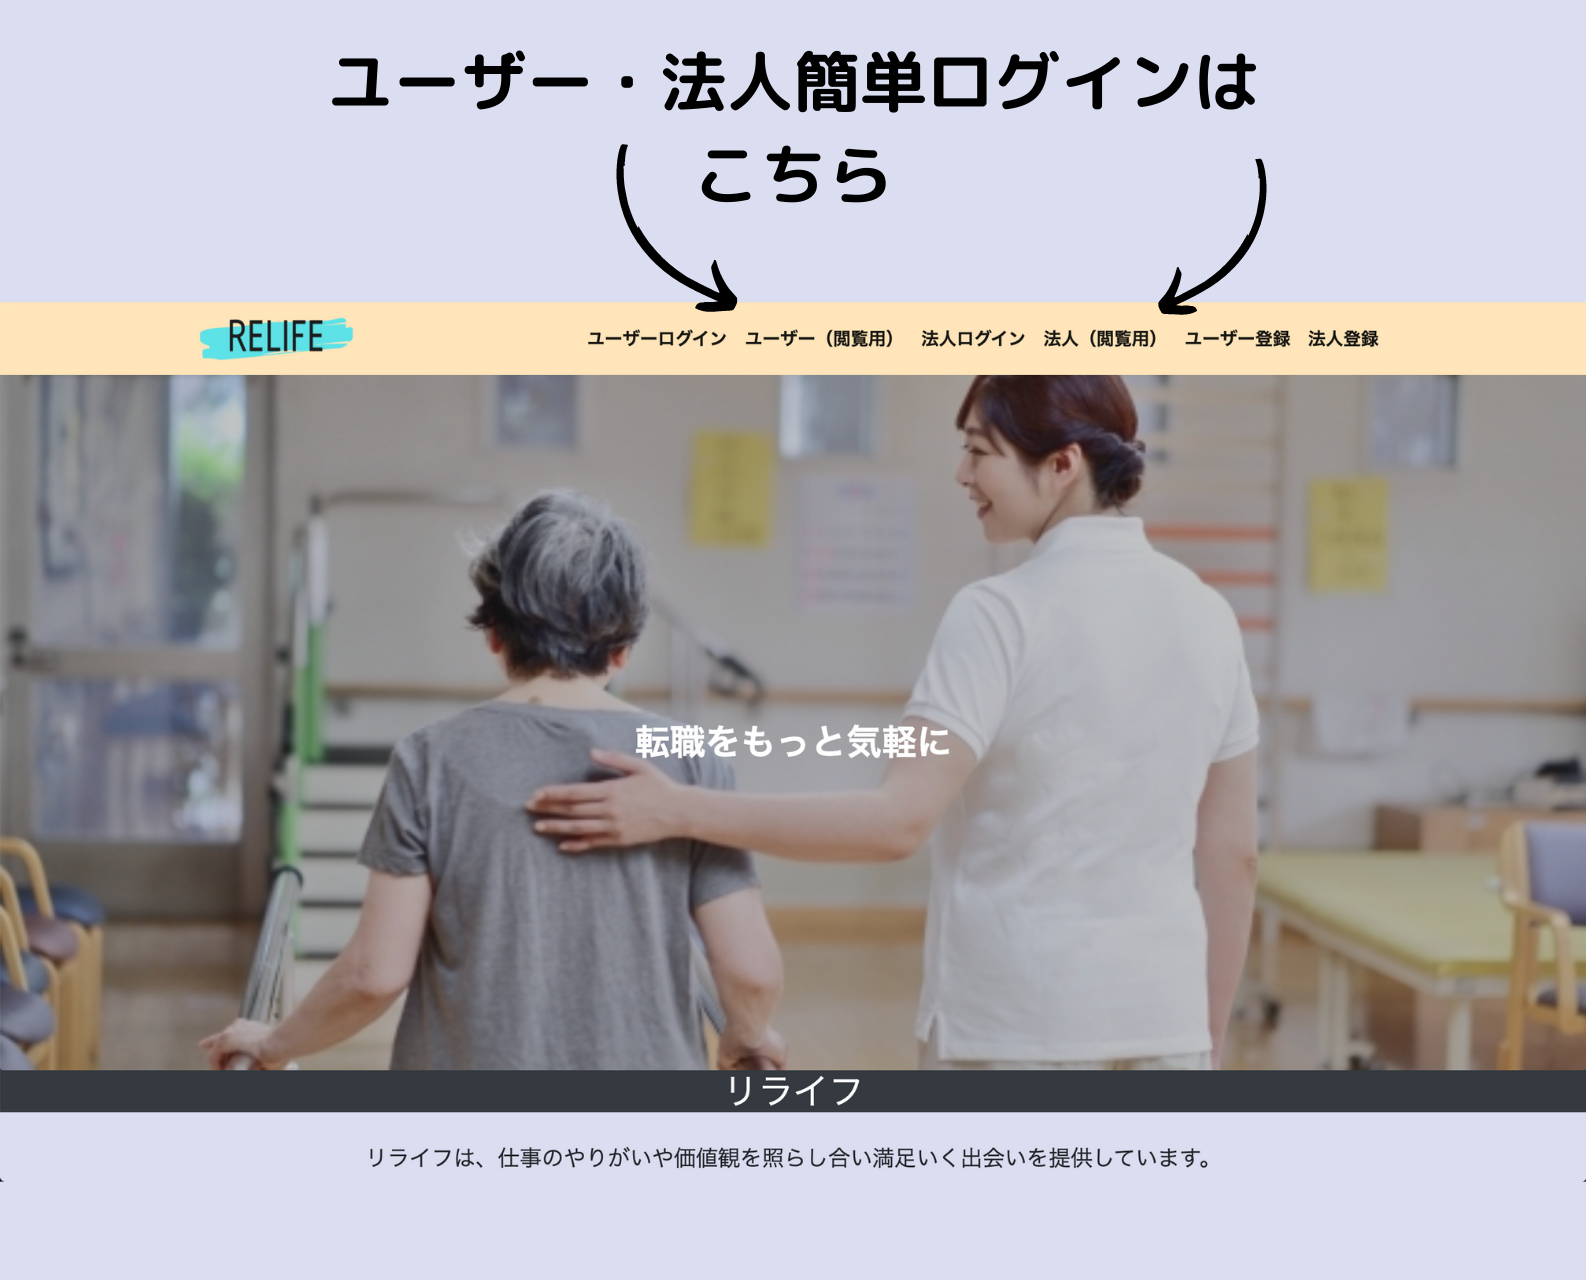 ユーザー・法人簡単ログインは
こちら
RELIFE
ユーザーログイン ユーザー（閲覧用） 法人ログイン 法人（閲覧用） ユーザー登録 法人登録
転職をもっと気軽に
リライフ
リライフは、仕事のやりがいや価値観を照らし合い満足いく出会いを提供しています。